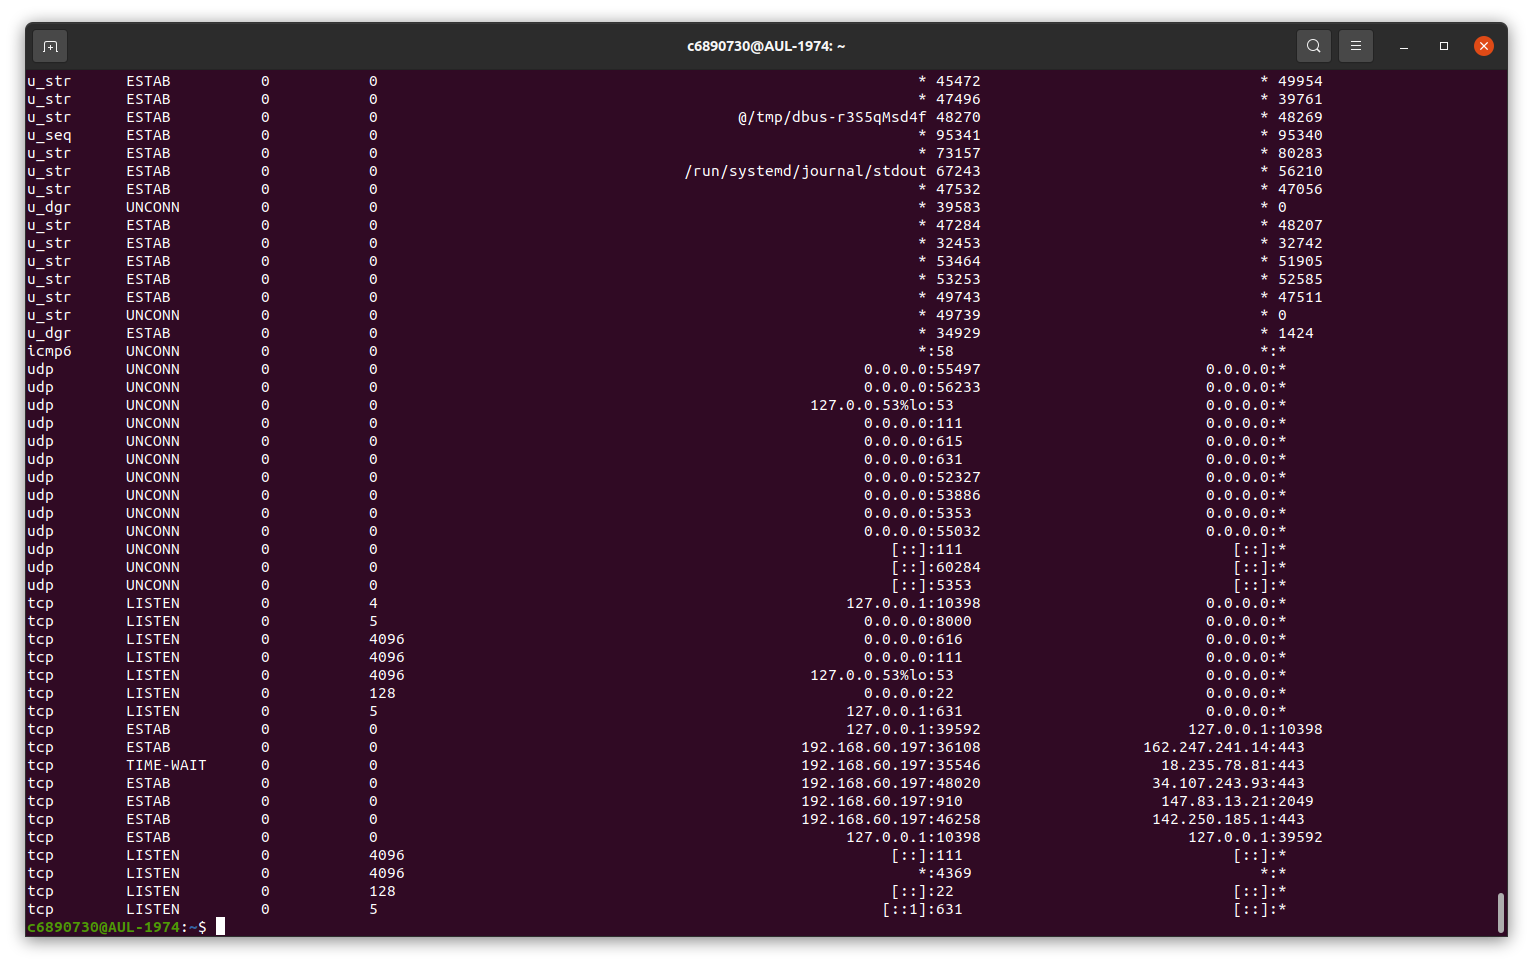 c6890730@AUL-1974: ~
u_str ESTAB 0 0 * 45472 * 49954
u_str ESTAB 0 0 * 47496 * 39761
u_str ESTAB 0 0 @/tmp/dbus-r3S5qMsd4f 48270 * 48269
u_seq ESTAB 0 0 * 95341 * 95340
u_str ESTAB 0 0 * 73157 * 80283
u_str ESTAB 0 0 /run/systemd/journal/stdout 67243 * 56210
u_str ESTAB 0 0 * 47532 * 47056
u_dgr UNCONN 0 0 * 39583 * 0
u_str ESTAB 0 0 * 47284 * 48207
u_str ESTAB 0 0 * 32453 * 32742
u_str ESTAB 0 0 * 53464 * 51905
u_str ESTAB 0 0 * 53253 * 52585
u_str ESTAB 0 0 * 49743 * 47511
u_str UNCONN 0 0 * 49739 * 0
u_dgr ESTAB 0 0 * 34929 * 1424
icmp6 UNCONN 0 0 *:58 *:*
udp UNCONN 0 0 0.0.0.0:55497 0.0.0.0:*
udp UNCONN 0 0 0.0.0.0:56233 0.0.0.0:*
udp UNCONN 0 0 127.0.0.53%lo:53 0.0.0.0:*
udp UNCONN 0 0 0.0.0.0:111 0.0.0.0:*
udp UNCONN 0 0 0.0.0.0:615 0.0.0.0:*
udp UNCONN 0 0 0.0.0.0:631 0.0.0.0:*
udp UNCONN 0 0 0.0.0.0:52327 0.0.0.0:*
udp UNCONN 0 0 0.0.0.0:53886 0.0.0.0:*
udp UNCONN 0 0 0.0.0.0:5353 0.0.0.0:*
udp UNCONN 0 0 0.0.0.0:55032 0.0.0.0:*
udp UNCONN 0 0 [::]:111 [::]:*
udp UNCONN 0 0 [::]:60284 [::]:*
udp UNCONN 0 0 [::]:5353 [::]:*
tcp LISTEN 0 4 127.0.0.1:10398 0.0.0.0:*
tcp LISTEN 0 5 0.0.0.0:8000 0.0.0.0:*
tcp LISTEN 0 4096 0.0.0.0:616 0.0.0.0:*
tcp LISTEN 0 4096 0.0.0.0:111 0.0.0.0:*
tcp LISTEN 0 4096 127.0.0.53%lo:53 0.0.0.0:*
tcp LISTEN 0 128 0.0.0.0:22 0.0.0.0:*
tcp LISTEN 0 5 127.0.0.1:631 0.0.0.0:*
tcp ESTAB 0 0 127.0.0.1:39592 127.0.0.1:10398
tcp ESTAB 0 0 192.168.60.197:36108 162.247.241.14:443
tcp TIME-WAIT 0 0 192.168.60.197:35546 18.235.78.81:443
tcp ESTAB 0 0 192.168.60.197:48020 34.107.243.93:443
tcp ESTAB 0 0 192.168.60.197:910 147.83.13.21:2049
tcp ESTAB 0 0 192.168.60.197:46258 142.250.185.1:443
tcp ESTAB 0 0 127.0.0.1:10398 127.0.0.1:39592
tcp LISTEN 0 4096 [::]:111 [::]:*
tcp LISTEN 0 4096 *:4369 *:*
tcp LISTEN 0 128 [::]:22 [::]:*
tcp LISTEN 0 5 [::1]:631 [::]:*
c6890730@AUL-1974:~$